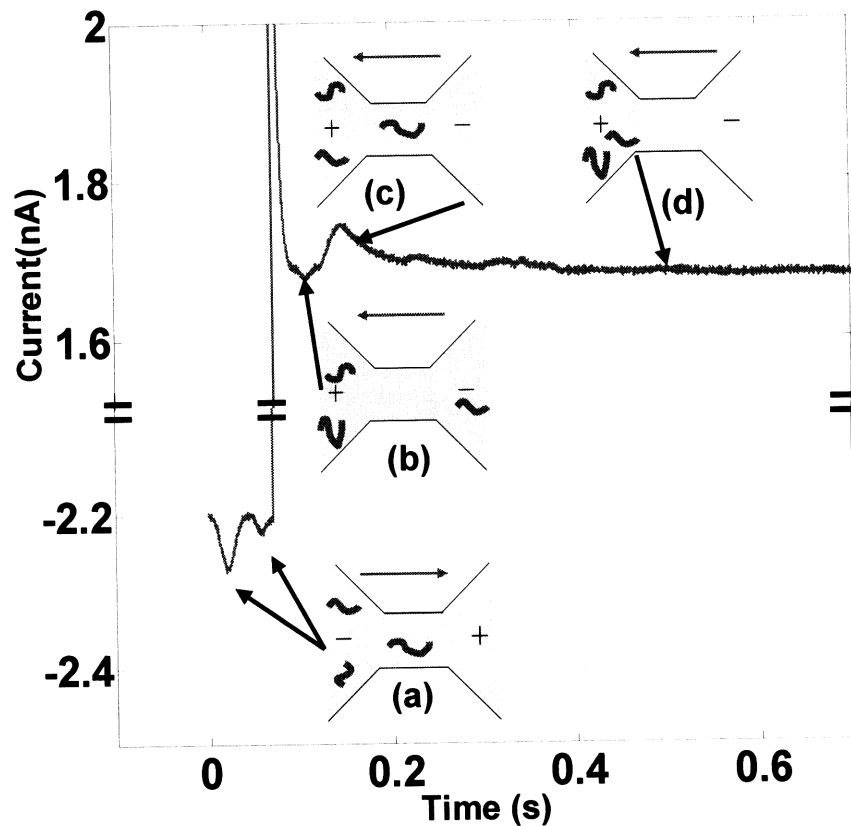 2
1.8
1.6
-2.2
-2.4
Current(nA)
0
0.2
0.4
0.6
Time (s)
+
−
(c)
+
−
(d)
+
−
(b)
−
+
(a)